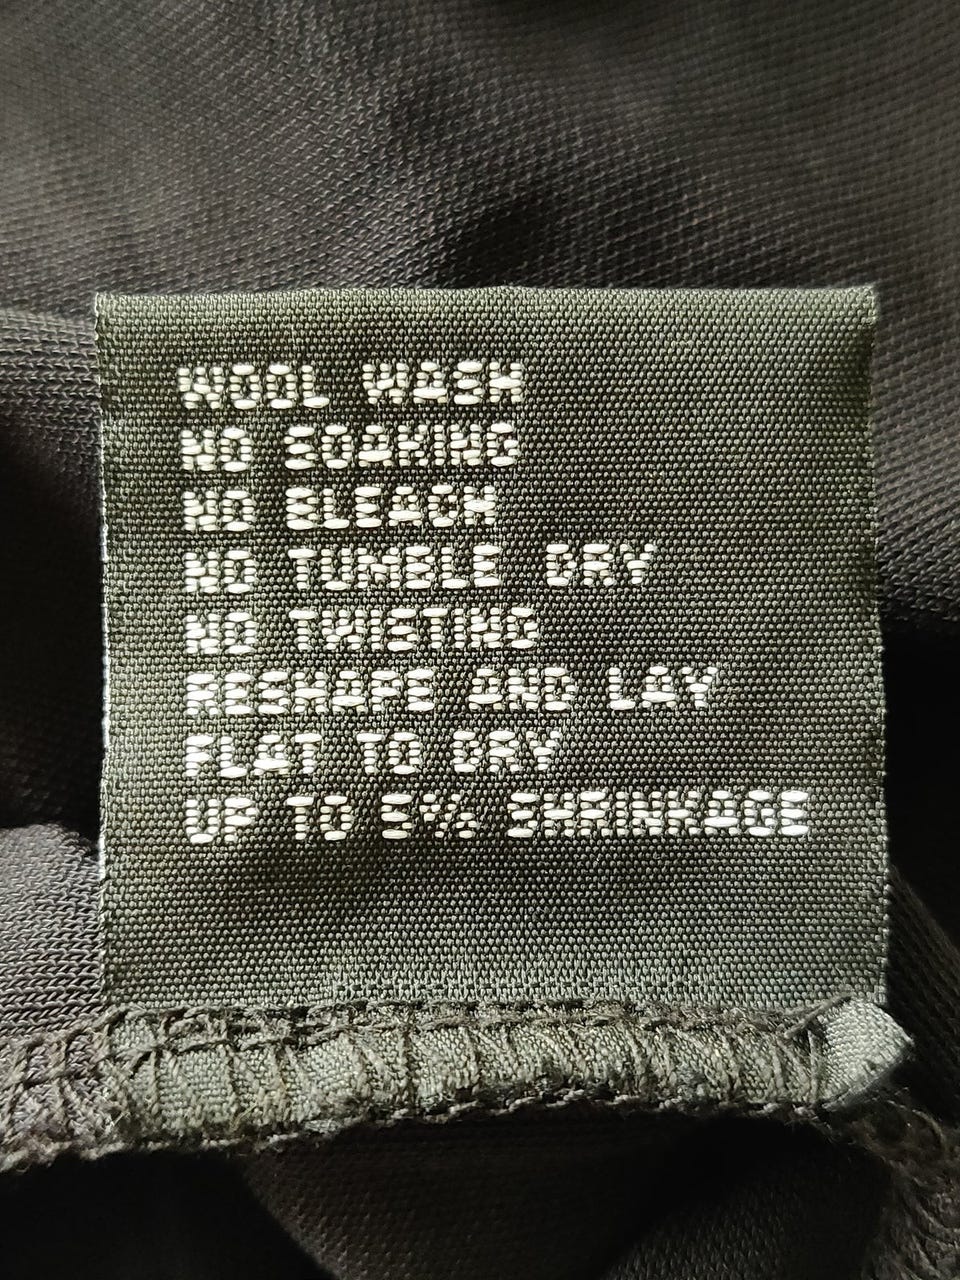 WOOL WASH
NO SOAKING
NO BLEACH
NO TUMBLE DRY
NO TWISTING
RESHAPE AND LAY
FLAT TO DRY
UP TO 5% SHRINKAGE